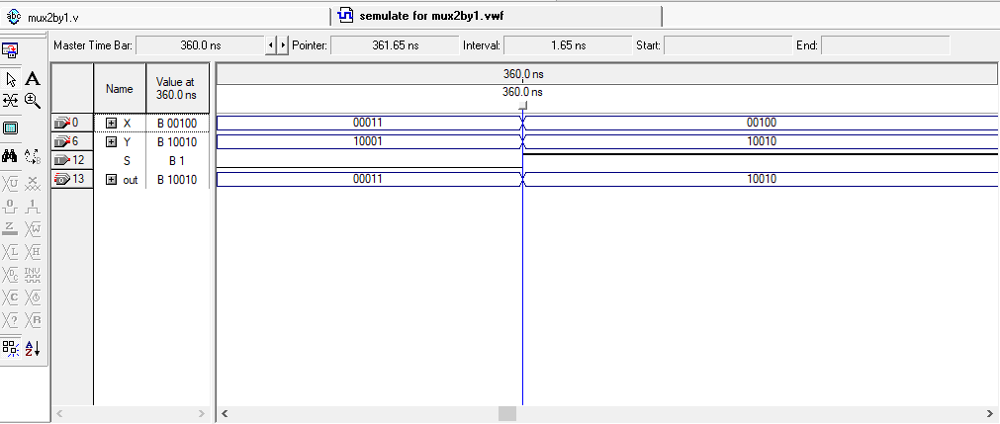 abc mux2by1.v
semulate for mux2by1.vwf
Master Time Bar: 360.0 ns Pointer: 361.65 ns Interval: 1.65 ns Start: End:
Name Value at 360.0 ns
360.0 ns
360.0 ns
0 X B 00100 00011 00100
6 Y B 10010 10001 10010
12 S B 1
13 out B 10010 00011 10010